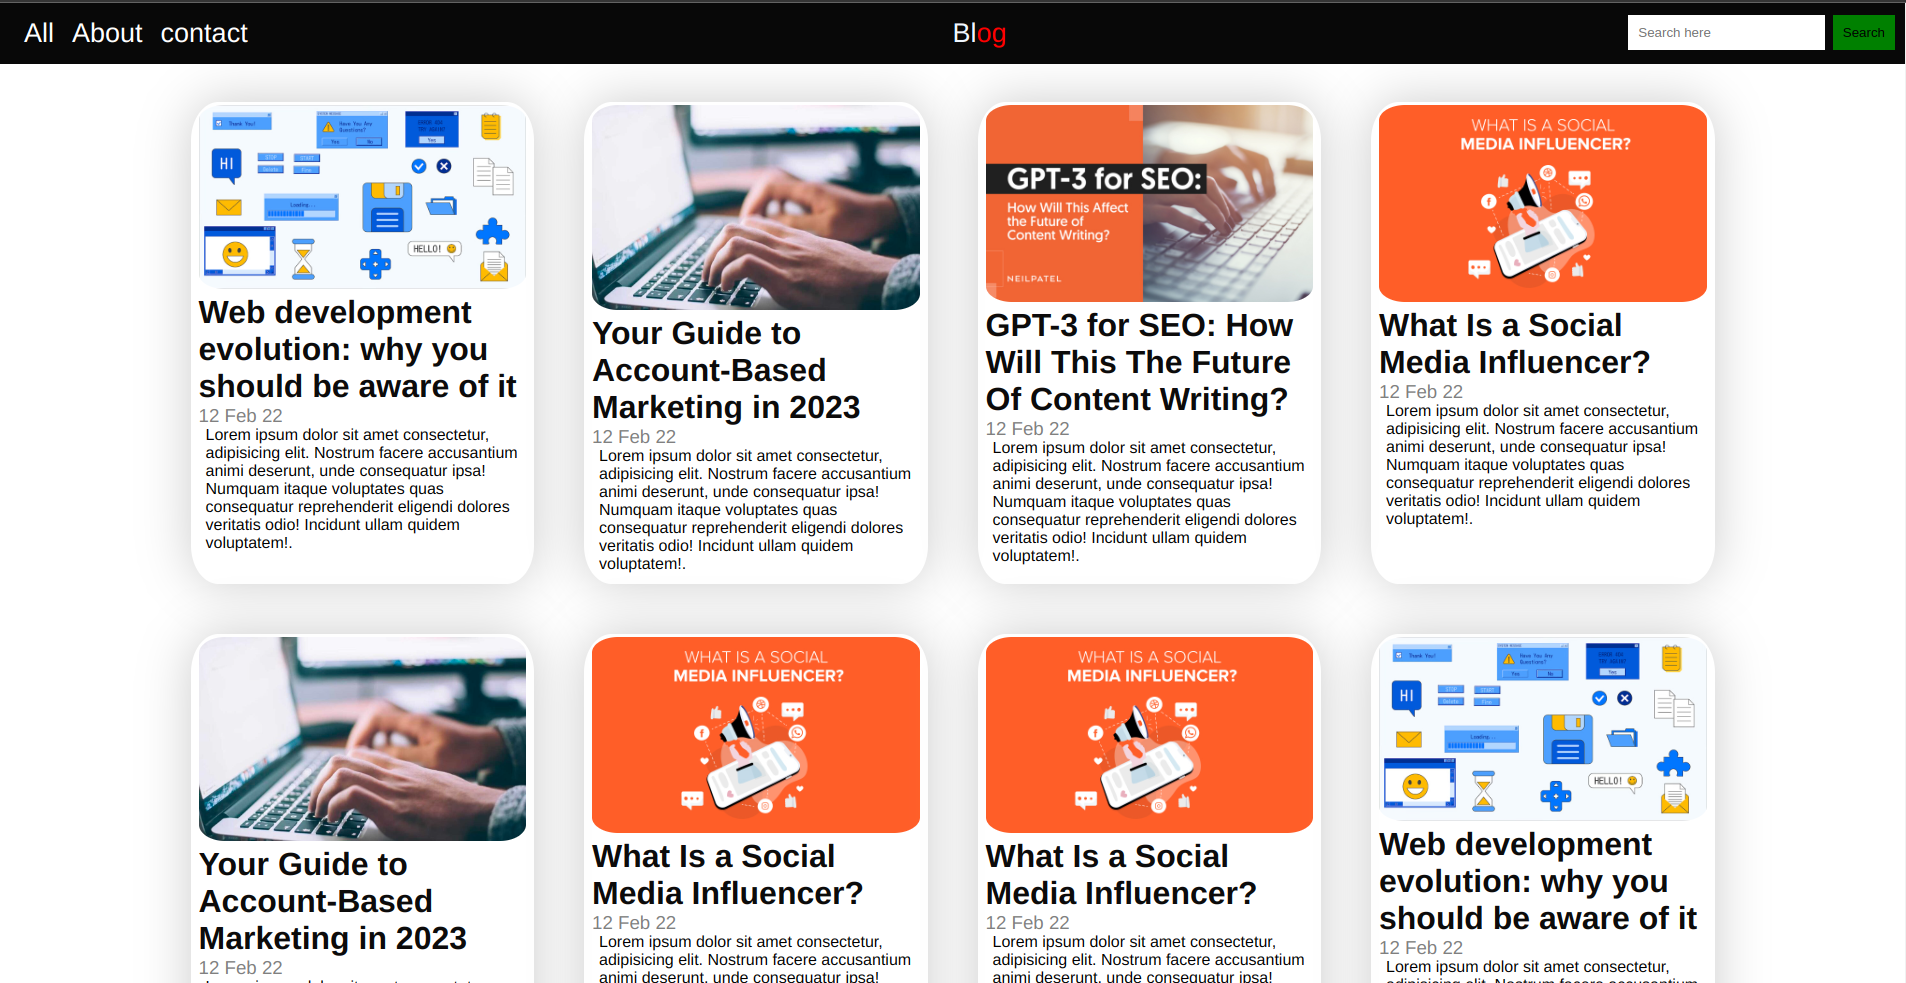 All About contact
Blog
Search here
Search
Thank You!
Have You Any
Questions?
Yes
No
Yes
HI
STOP
START
Loading...
HELLO!
Web development
evolution: why you
should be aware of it
12 Feb 22
Lorem ipsum dolor sit amet consectetur,
adipisicing elit. Nostrum facere accusantium
animi deserunt, unde consequatur ipsa!
Numquam itaque voluptates quas
consequatur reprehenderit eligendi dolores
veritatis odio! Incidunt ullam quidem
voluptatem!.
Your Guide to
Account-Based
Marketing in 2023
12 Feb 22
Lorem ipsum dolor sit amet consectetur,
adipisicing elit. Nostrum facere accusantium
animi deserunt, unde consequatur ipsa!
Numquam itaque voluptates quas
consequatur reprehenderit eligendi dolores
veritatis odio! Incidunt ullam quidem
voluptatem!.
GPT-3 for SEO:
How Will This Affect
the Future of
Content Writing?
NEILPATEL
GPT-3 for SEO: How
Will This The Future
Of Content Writing?
12 Feb 22
Lorem ipsum dolor sit amet consectetur,
adipisicing elit. Nostrum facere accusantium
animi deserunt, unde consequatur ipsa!
Numquam itaque voluptates quas
consequatur reprehenderit eligendi dolores
veritatis odio! Incidunt ullam quidem
voluptatem!.
WHAT IS A SOCIAL
MEDIA INFLUENCER?
What Is a Social
Media Influencer?
12 Feb 22
Lorem ipsum dolor sit amet consectetur,
adipisicing elit. Nostrum facere accusantium
animi deserunt, unde consequatur ipsa!
Numquam itaque voluptates quas
consequatur reprehenderit eligendi dolores
veritatis odio! Incidunt ullam quidem
voluptatem!.
Your Guide to
Account-Based
Marketing in 2023
12 Feb 22
WHAT IS A SOCIAL
MEDIA INFLUENCER?
What Is a Social
Media Influencer?
12 Feb 22
Lorem ipsum dolor sit amet consectetur,
adipisicing elit. Nostrum facere accusantium
animi deserunt, unde consequatur ipsa!
WHAT IS A SOCIAL
MEDIA INFLUENCER?
What Is a Social
Media Influencer?
12 Feb 22
Lorem ipsum dolor sit amet consectetur,
adipisicing elit. Nostrum facere accusantium
animi deserunt, unde consequatur ipsa!
Thank You!
Have You Any
Questions?
Yes
No
Yes
HI
STOP
START
Loading...
HELLO!
Web development
evolution: why you
should be aware of it
12 Feb 22
Lorem ipsum dolor sit amet consectetur,
adipisicing elit. Nostrum facere accusantium